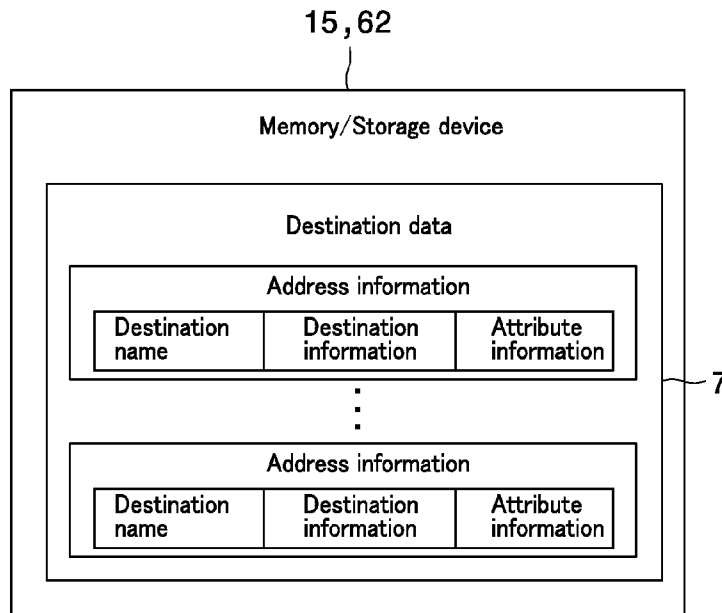 15,62
Memory/Storage device
Destination data
Address information
Destination name
Destination information
Attribute information
7
Address information
Destination name
Destination information
Attribute information